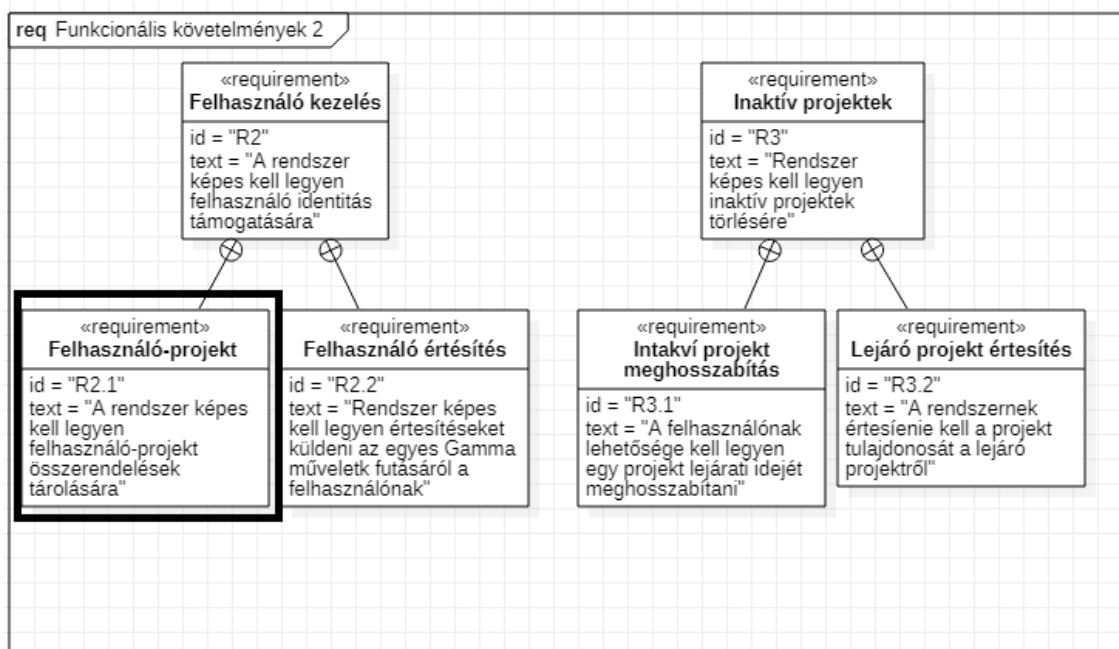 req Funkcionális követelmények 2
«requirement»
Felhasználó kezelés
id = "R2"
text = "A rendszer
képes kell legyen
felhasználó identitás
támogatására"
«requirement»
Inaktív projektek
id = "R3"
text = "Rendszer
képes kell legyen
inaktív projektek
törlésére"
«requirement»
Felhasználó-projekt
id = "R2.1"
text = "A rendszer képes
kell legyen
felhasználó-projekt
összerendelések
tárolására"
«requirement»
Felhasználó értésítés
id = "R2.2"
text = "Rendszer képes
kell legyen értesítéseket
küldeni az egyes Gamma
műveletk futásáról a
felhasználónak"
«requirement»
Intakví projekt
meghosszabítás
id = "R3.1"
text = "A felhasználónak
lehetősége kell legyen
egy projekt lejárati idejét
meghosszabítani"
«requirement»
Lejáró projekt értesítés
id = "R3.2"
text = "A rendszernek
értesíenie kell a projekt
tulajdonosát a lejáró
projektről"